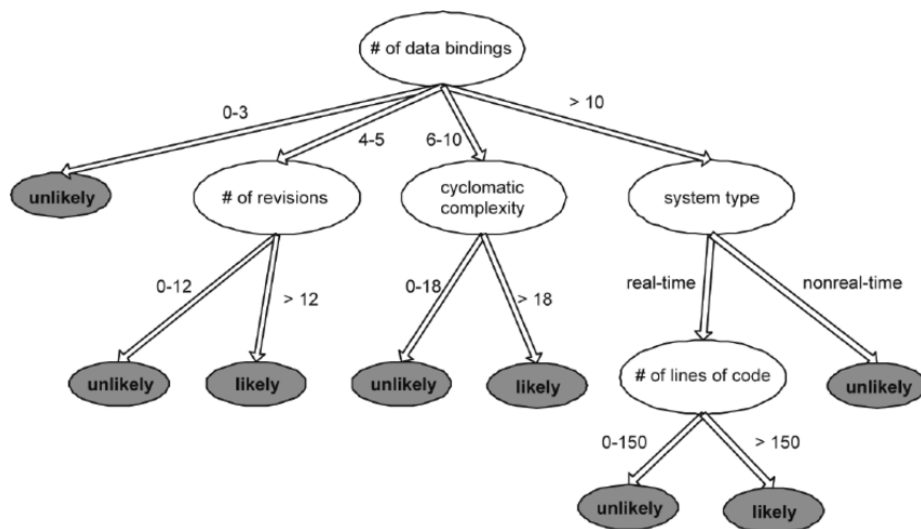 # of data bindings
0-3
4-5
6-10
> 10
unlikely
# of revisions
cyclomatic
complexity
system type
0-12
> 12
0-18
> 18
real-time
nonreal-time
unlikely
likely
unlikely
likely
# of lines of code
unlikely
0-150
> 150
unlikely
likely